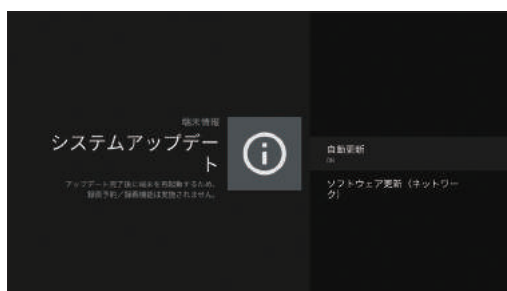 端末情報
システムアップデー
ト
アップデート完了後に端末を再起動するため、
録画予約/録画機能は実施されません。
自動更新
ON
ソフトウェア更新（ネットワー
ク）